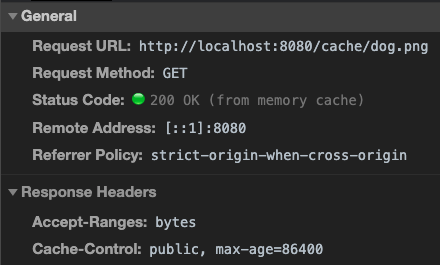 General
Request URL: http://localhost:8080/cache/dog.png
Request Method: GET
Status Code: 200 OK (from memory cache)
Remote Address: [::1]:8080
Referrer Policy: strict-origin-when-cross-origin
Response Headers
Accept-Ranges: bytes
Cache-Control: public, max-age=86400